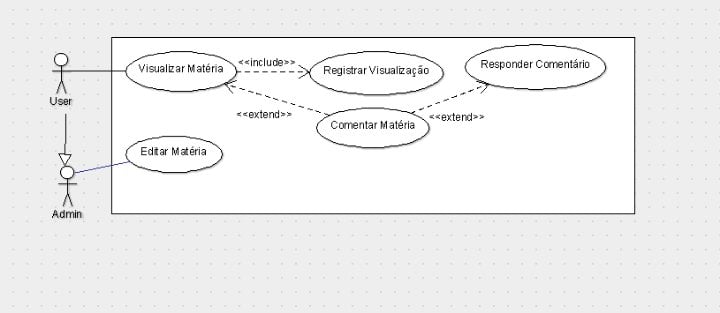 Visualizar Matéria
<<include>>
Registrar Visualização
Responder Comentário
User
<<extend>>
Comentar Matéria
<<extend>>
Editar Matéria
Admin